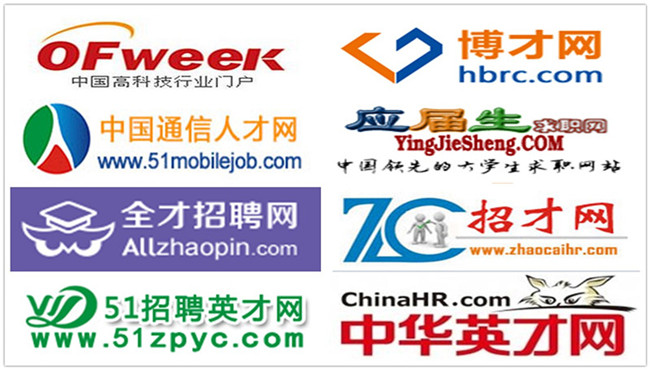 OFweek
中国高科技行业门户
博才网
hbrc.com
中国通信人才网
www.51mobilejob.com
应届生求职网
YingJieSheng.COM
中国领先的大学生求职网站
全才招聘网
Allzhaopin.com
ZC招才网
www.zhaocaihr.com
51招聘英才网
www.51zpyc.com
ChinaHR.com
中华英才网